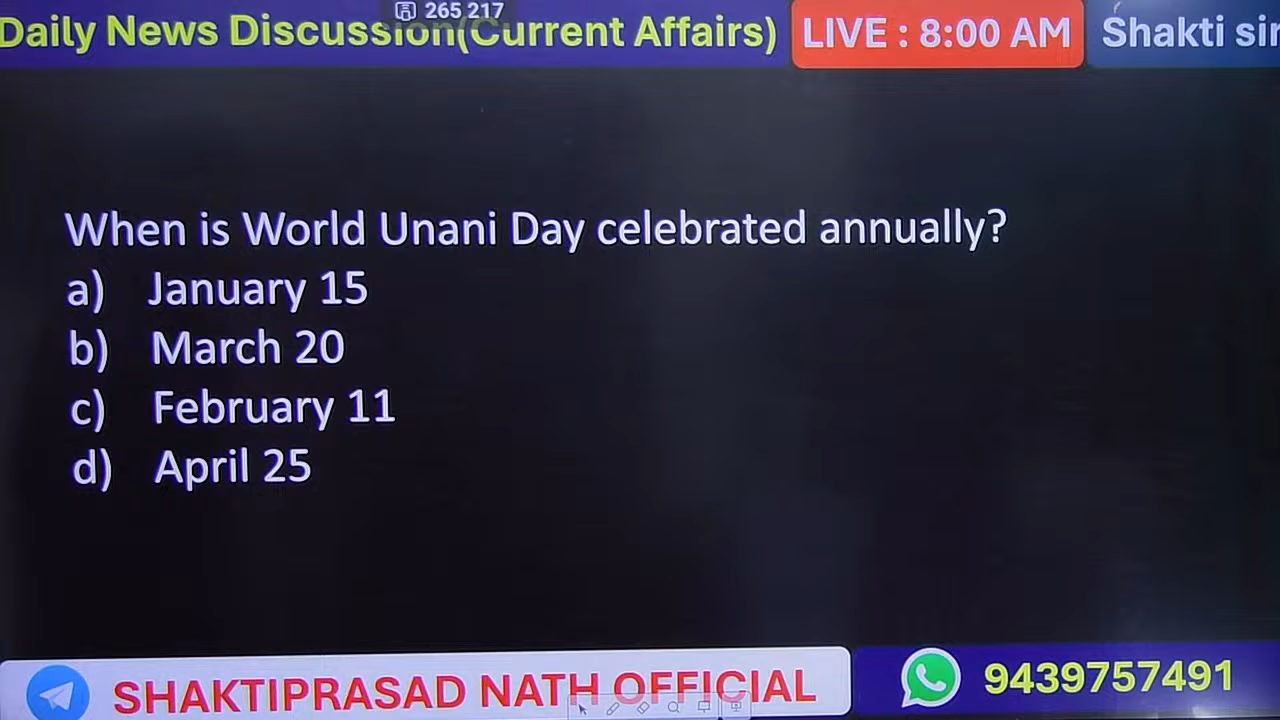 265 217
Daily News Discussion(Current Affairs) LIVE : 8:00 AM Shakti sir
When is World Unani Day celebrated annually?
a) January 15
b) March 20
c) February 11
d) April 25
SHAKTIPRASAD NATH OFFICIAL 9439757491